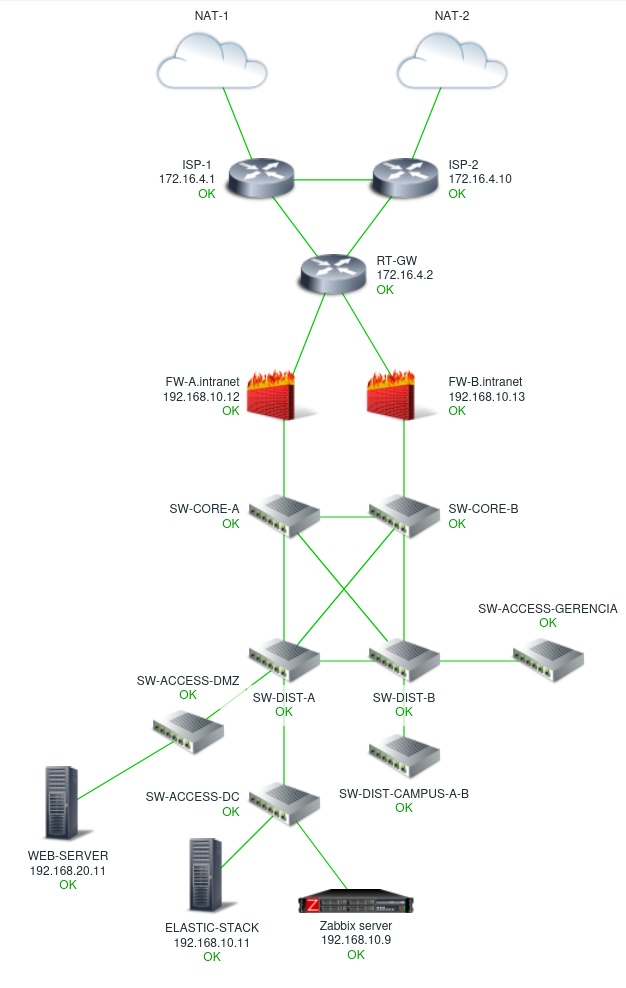 NAT-1
NAT-2
ISP-1
172.16.4.1
OK
ISP-2
172.16.4.10
OK
RT-GW
172.16.4.2
OK
FW-A.intranet
192.168.10.12
OK
FW-B.intranet
192.168.10.13
OK
SW-CORE-A
OK
SW-CORE-B
OK
SW-ACCESS-GERENCIA
OK
SW-ACCESS-DMZ
OK
SW-DIST-A
OK
SW-DIST-B
OK
SW-ACCESS-DC
OK
SW-DIST-CAMPUS-A-B
OK
WEB-SERVER
192.168.20.11
OK
ELASTIC-STACK
192.168.10.11
OK
Z
Zabbix server
192.168.10.9
OK